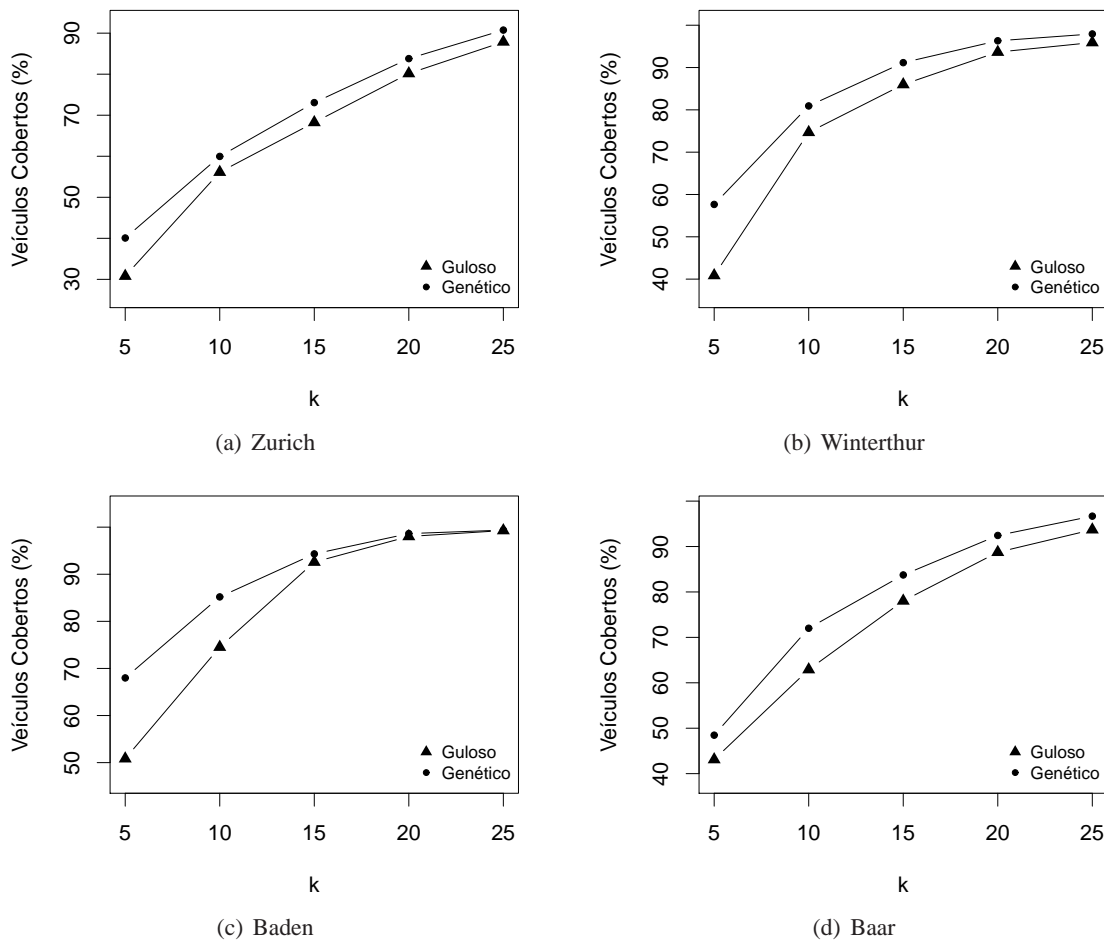 Veículos Cobertos (%)
90
70
50
30
Guloso
Genético
5 10 15 20 25
k
(a) Zurich
Veículos Cobertos (%)
90
80
70
60
50
40
Guloso
Genético
5 10 15 20 25
k
(b) Winterthur
Veículos Cobertos (%)
90
80
70
60
50
Guloso
Genético
5 10 15 20 25
k
(c) Baden
Veículos Cobertos (%)
90
80
70
60
50
40
Guloso
Genético
5 10 15 20 25
k
(d) Baar